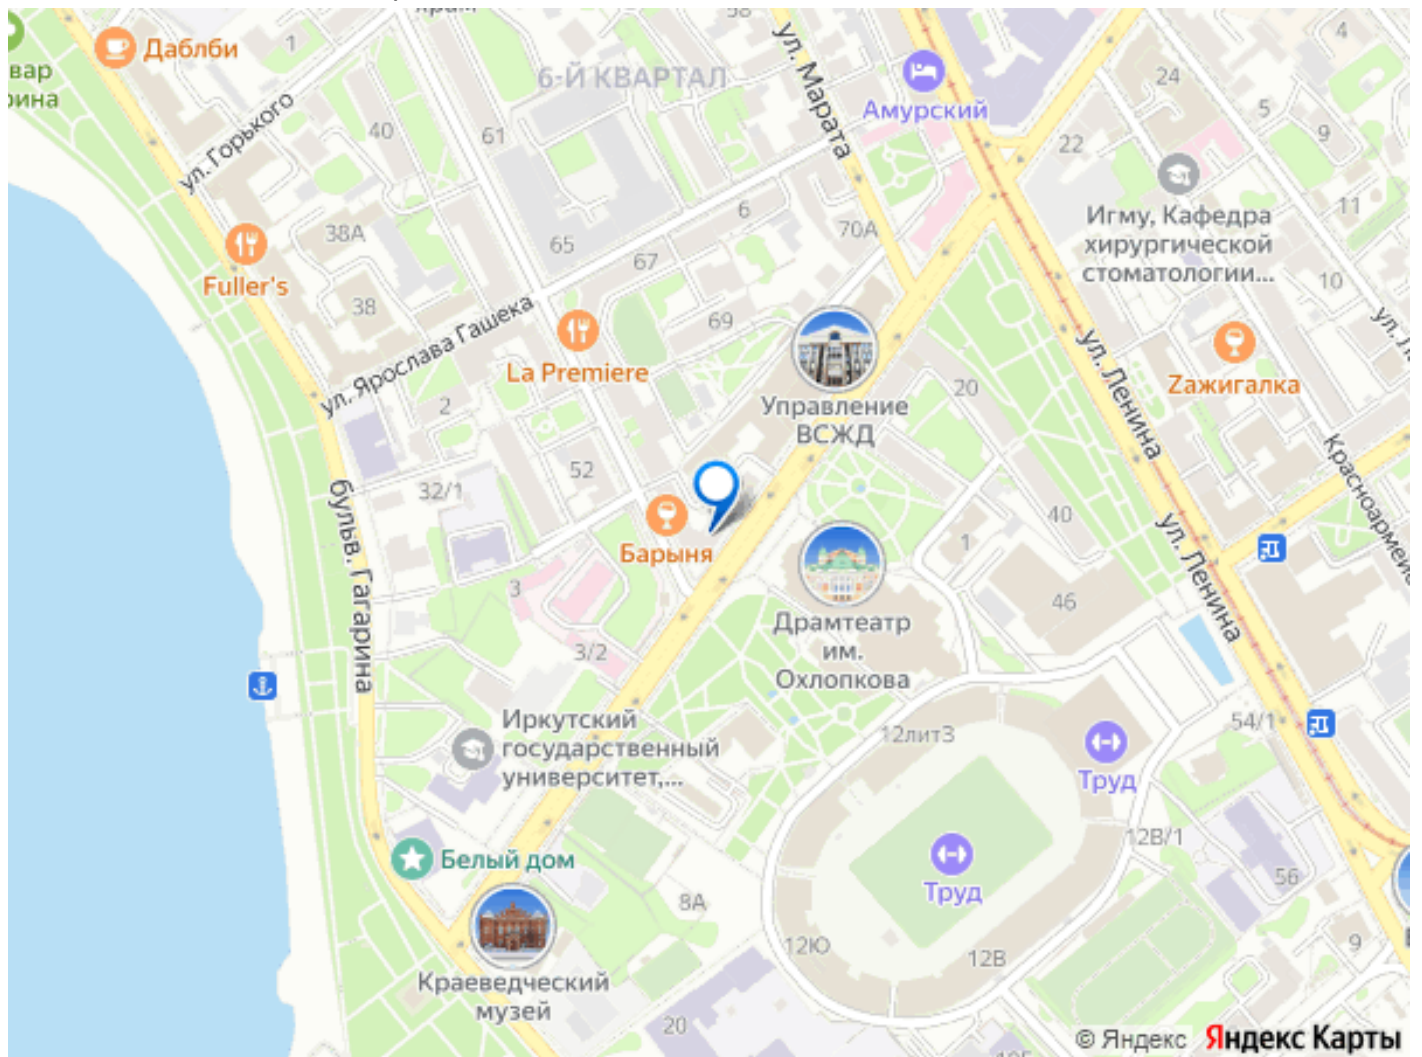 Даблби
1
58
ул. Марата
4
6-Й КВАРТАЛ
Амурский
24
5
9
ул. Горького
40
61
22
11
Игму, Кафедра
хирургической
стоматологии...
38А
6
70А
65
67
10
Fuller's
38
ул. Ярослава Гашека
69
La Premiere
Zажигалка
ул. Ленина
2
Управление
ВСЖД
20
Красноармейс
52
32/1
бульв. Гагарина
Барыня
40
1
ул. Ленина
3
46
3/2
Драмтеатр
им.
Охлопкова
Иркутский
государственный
университет,...
12литЗ
54/1
Труд
Белый дом
12В/1
Труд
56
8А
12Ю
12В
9
Краеведческий
музей
20
© Яндекс Яндекс Карты